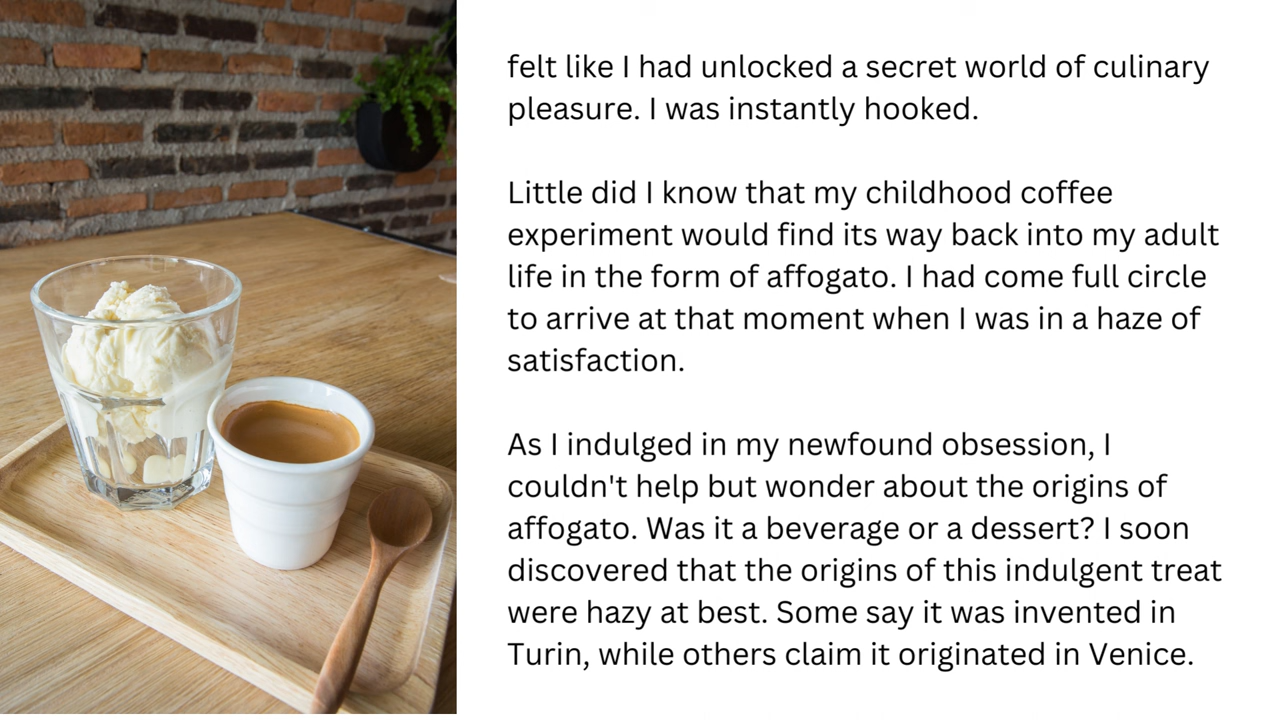 felt like I had unlocked a secret world of culinary
pleasure. I was instantly hooked.
Little did I know that my childhood coffee
experiment would find its way back into my adult
life in the form of affogato. I had come full circle
to arrive at that moment when I was in a haze of
satisfaction.
As I indulged in my newfound obsession, I
couldn't help but wonder about the origins of
affogato. Was it a beverage or a dessert? I soon
discovered that the origins of this indulgent treat
were hazy at best. Some say it was invented in
Turin, while others claim it originated in Venice.